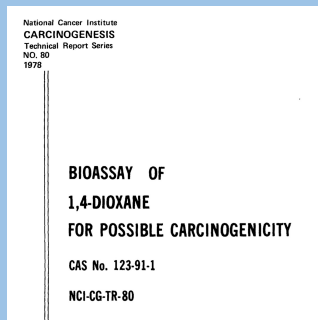 National Cancer Institute
CARCINOGENESIS
Technical Report Series
NO. 80
1978
BIOASSAY OF
1,4-DIOXANE
FOR POSSIBLE CARCINOGENICITY
CAS No. 123-91-1
NCI-CG-TR-80